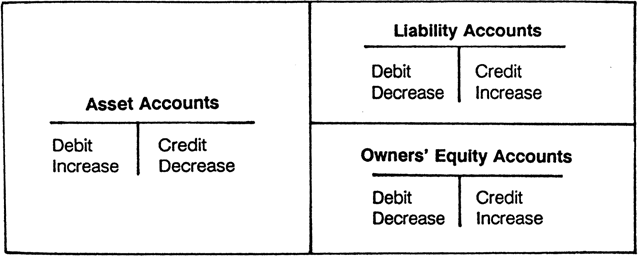 Asset Accounts
Debit Credit
Increase Decrease
Liability Accounts
Debit Credit
Decrease Increase
Owners' Equity Accounts
Debit Credit
Decrease Increase